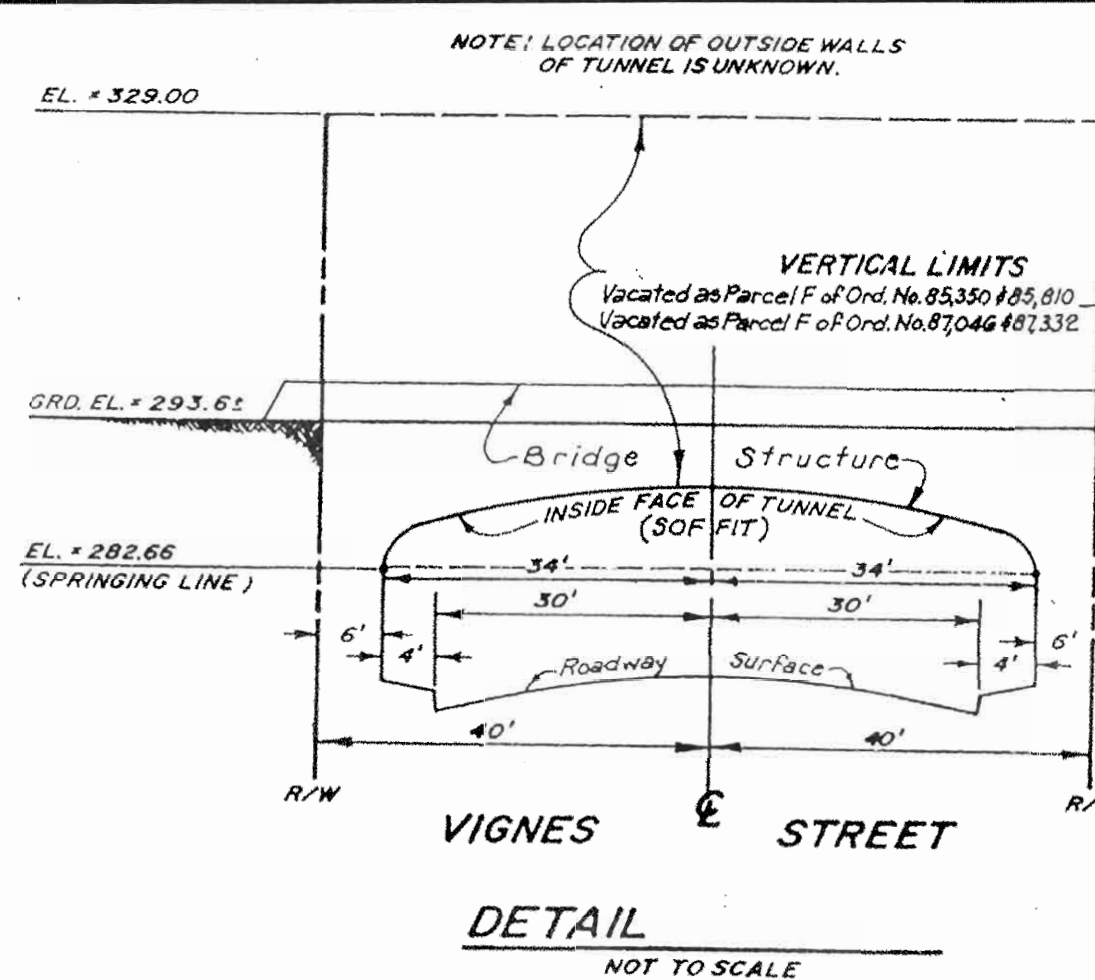 NOTE: LOCATION OF OUTSIDE WALLS
OF TUNNEL IS UNKNOWN.
EL. = 329.00
VERTICAL LIMITS
Vacated as Parcel F of Ord. No. 85,350 & 85,810
Vacated as Parcel F of Ord. No. 87,046 & 87,332
GRD. EL. = 293.6±
Bridge Structure
INSIDE FACE OF TUNNEL
(SOFFIT)
EL. = 282.66
(SPRINGING LINE)
34' 34'
30' 30'
6' 6'
4' 4'
Roadway Surface
40' 40'
R/W R/
VIGNES ℄ STREET
DETAIL
NOT TO SCALE